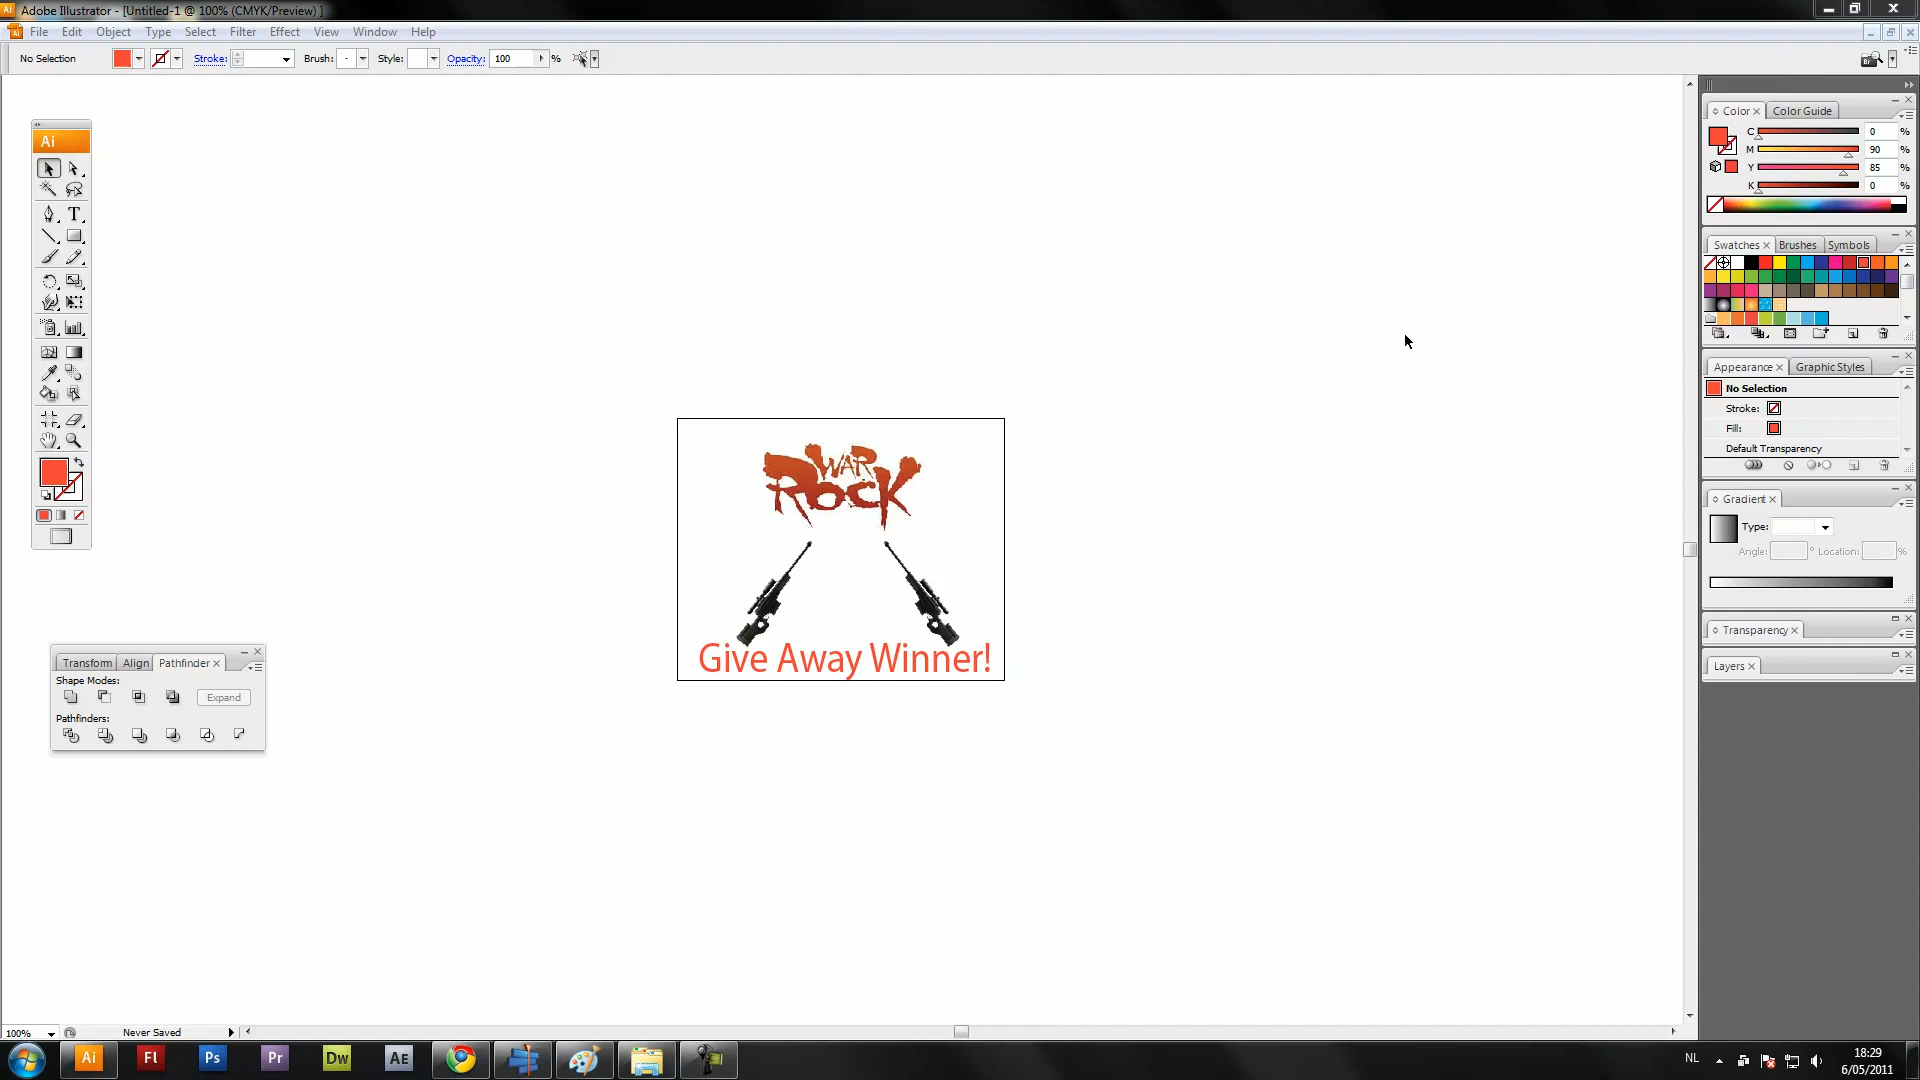 Adobe Illustrator - [Untitled-1 @ 100% (CMYK/Preview) ]
File Edit Object Type Select Filter Effect View Window Help
No Selection Stroke: Brush: Style: Opacity: 100 %
Ai
Color Color Guide
C 0 %
M 90 %
Y 85 %
K 0 %
Swatches Brushes Symbols
Appearance Graphic Styles
No Selection
Stroke:
Fill:
Default Transparency
Gradient
Type:
Angle: ° Location: %
Transparency
Layers
WAR
ROCK
Give Away Winner!
Transform Align Pathfinder
Shape Modes:
Expand
Pathfinders:
100% Never Saved
Ai Fl Ps Pr Dw AE
NL 18:29
6/05/2011